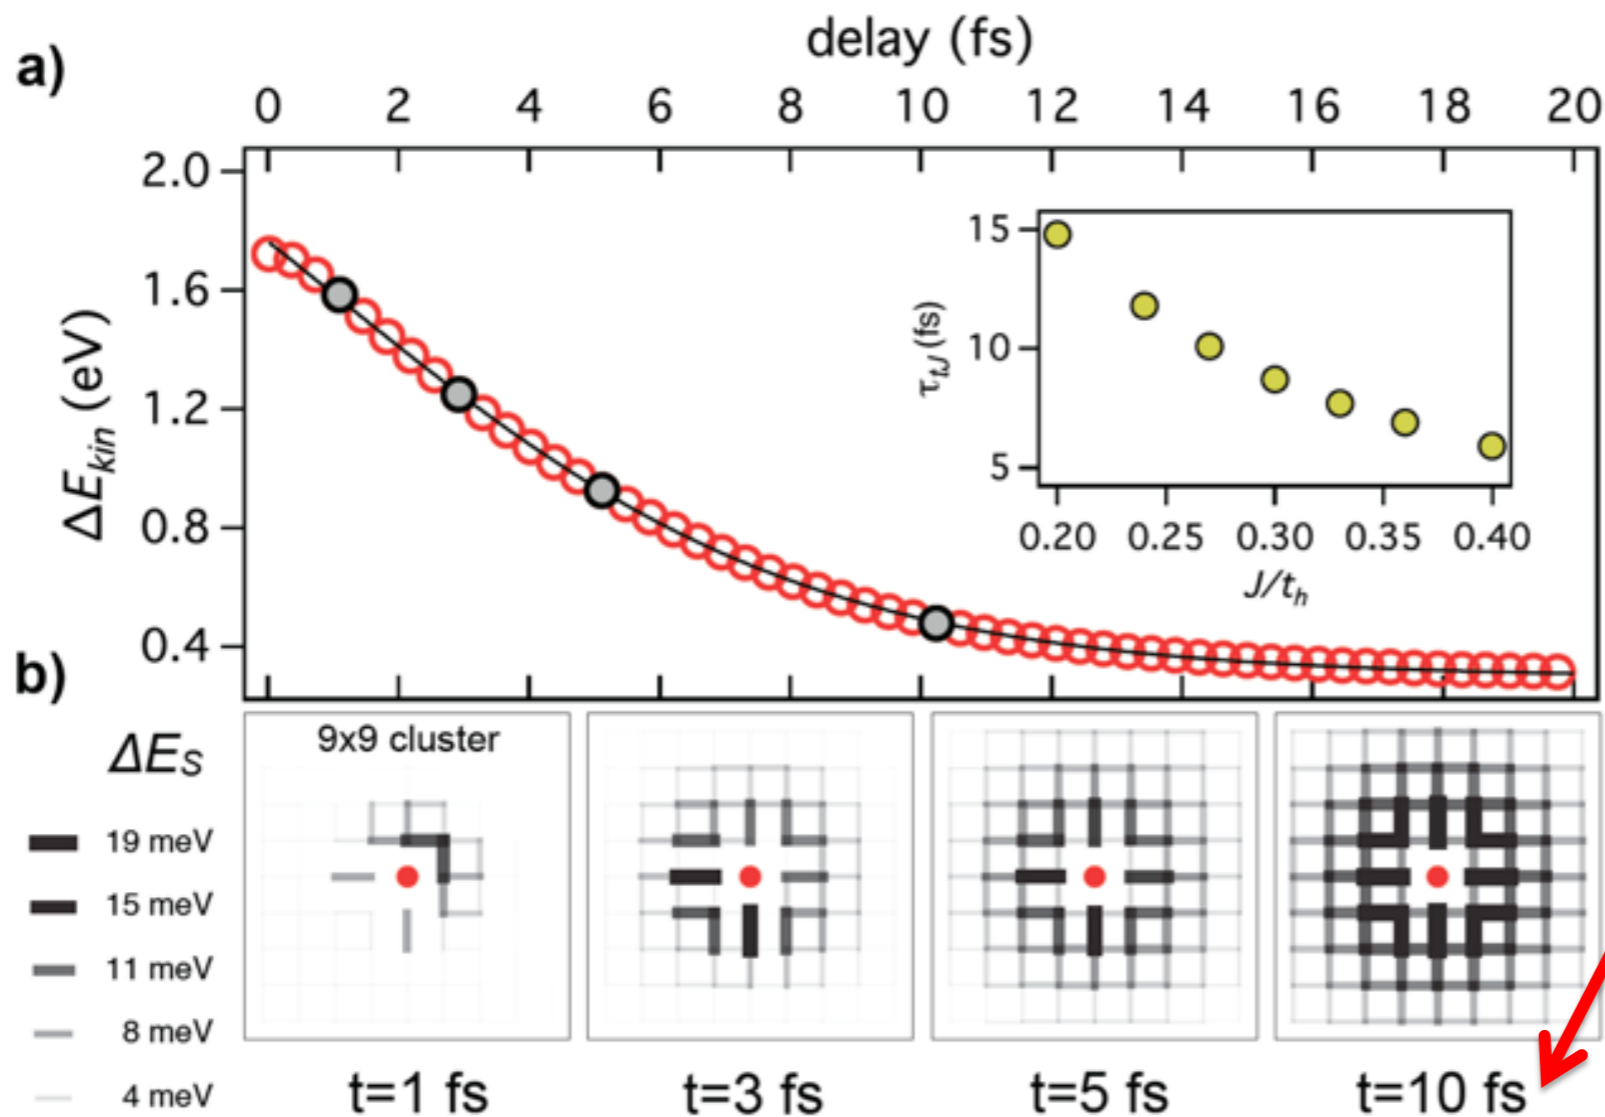 delay (fs)
a)
0 2 4 6 8 10 12 14 16 18 20
ΔE_kin (eV)
2.0
1.6
1.2
0.8
0.4
τ_tJ (fs)
15
10
5
0.20 0.25 0.30 0.35 0.40
J/t_h
b)
ΔE_S
19 meV
15 meV
11 meV
8 meV
4 meV
9x9 cluster
t=1 fs t=3 fs t=5 fs t=10 fs